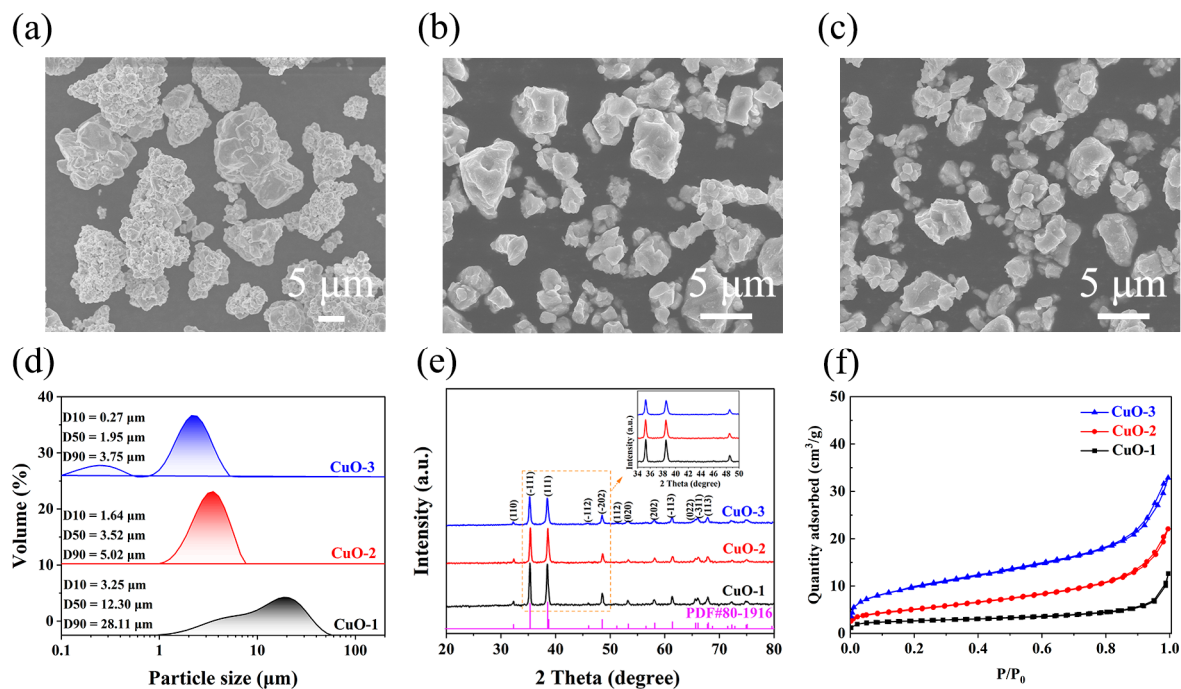 (a)
(b)
(c)
5 μm
5 μm
5 μm
(d)
(e)
(f)
Volume (%)
40
30
20
10
0
D10 = 0.27 μm
D50 = 1.95 μm
D90 = 3.75 μm
CuO-3
D10 = 1.64 μm
D50 = 3.52 μm
D90 = 5.02 μm
CuO-2
D10 = 3.25 μm
D50 = 12.30 μm
D90 = 28.11 μm
CuO-1
0.1 1 10 100
Particle size (μm)
Intensity (a.u.)
(110)
(-111)
(111)
(-112)
(-202)
(112)
(020)
(202)
(-113)
(022)
(-311)
(113)
CuO-3
CuO-2
CuO-1
PDF#80-1916
20 30 40 50 60 70 80
2 Theta (degree)
Intensity (a.u.)
34 36 38 40 42 44 46 48 50
2 Theta (degree)
Quantity adsorbed (cm³/g)
50
40
30
20
10
0
CuO-3
CuO-2
CuO-1
0.0 0.2 0.4 0.6 0.8 1.0
P/P₀